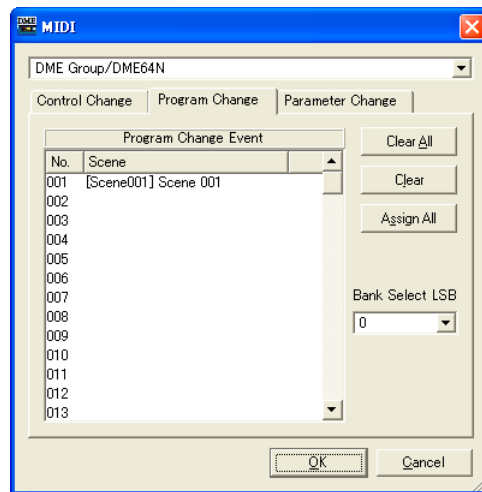 DME
MIDI
DME Group/DME64N
Control Change Program Change Parameter Change
Program Change Event
No. Scene
001 [Scene001] Scene 001
002
003
004
005
006
007
008
009
010
011
012
013
Clear All
Clear
Assign All
Bank Select LSB
0
OK Cancel